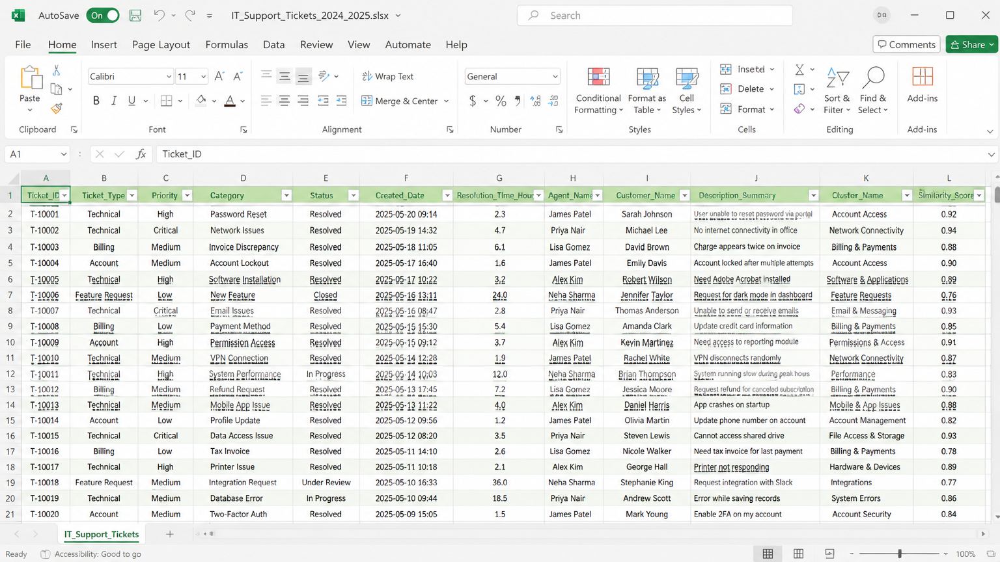 AutoSave On IT_Support_Tickets_2024_2025.slsx Search
File Home Insert Page Layout Formulas Data Review View Automate Help Comments Share
Calibri 11 Wrap Text General Insetd
Paste B I U Merge & Center $ % Conditional Formatting Format as Table Cell Styles Delete Sort & Fiter Find & Select Add-ins
Format
Clipboard Font Alignment Number Styles Cells Editing Add-ins
A1 fx Ticket_ID
A B C D E F G H I J K L
1 Ticket_ID Ticket_Type Priority Category Status Created_Date Resolution_TIme_Hou Agent_Name Customer_Name Description_Summary Cluster_Name Similarity_Score
2 T-10001 Technical High Password Reset Resolved 2025-05-20 09:14 2.3 James Patel Sarah Johnson User unable to reset password via portal Account Access 0.92
3 T-10002 Technical Critical Network Issues Resolved 2025-05-19 14:32 4.7 Priya Nair Michael Lee No internet connectivity in office Network Connectivity 0.94
4 T-10003 Billing Medium Invoice Discrepancy Resolved 2025-05-18 11:05 6.1 Lisa Gomez David Brown Charge appears twice on invoice Billing & Payments 0.88
5 T-10004 Account Medium Account Lockout Resolved 2025-05-17 16:40 1.6 James Patel Emily Davis Account locked after multiple attempts Account Access 0.90
6 T-10005 Technical High Software Installation Resolved 2025-05-17 10:22 3.2 Alex Kim Robert Wilson Need Adobe Acrobat installed Software & Applications 0.89
7 T-10006 Feature Request Low New Feature Closed 2025-05-16 13:11 24.0 Neha Sharma Jennifer Taylor Request for dark mode in dashboard Feature Requests 0.76
8 T-10007 Technical Critical Email Issues Resolved 2025-05-16 08:47 2.8 Priya Nair Thomas Anderson Unable to send or receive emails Email & Messaging 0.93
9 T-10008 Billing Low Payment Method Resolved 2025-05-15 15:30 5.4 Lisa Gomez Amanda Clark Update credit card information Billing & Payments 0.85
10 T-10009 Account High Permission Access Resolved 2025-05-15 09:12 3.7 Alex Kim Kevin Martinez Need access to reporting module Permissions & Access 0.91
11 T-10010 Technical Medium VPN Connection Resolved 2025-05-14 12:28 1.9 James Patel Rachel White VPN disconnects randomly Network Connectivity 0.87
12 T-10011 Technical High System Performance In Progress 2025-05-14 10:03 12.0 Neha Sharma Brian Thompson System running slow during peak hours Performance 0.83
13 T-10012 Billing Medium Refund Request Resolved 2025-05-13 17:45 7.2 Lisa Gomez Jessica Moore Request refund for canceled subscription Billing & Payments 0.90
14 T-10013 Technical Medium Mobile App Issue Resolved 2025-05-13 11:22 4.0 Alex Kim Daniel Harris App crashes on startup Mobile & App Issues 0.88
15 T-10014 Account Low Profile Update Resolved 2025-05-12 09:56 1.2 James Patel Olivia Martin Update phone number on account Account Management 0.82
16 T-10015 Technical Critical Data Access Issue Resolved 2025-05-12 08:20 3.5 Priya Nair Steven Lewis Cannot access shared drive File Access & Storage 0.93
17 T-10016 Billing Low Tax Invoice Resolved 2025-05-11 14:10 2.6 Lisa Gomez Nicole Walker Need tax invoice for last payment Billing & Payments 0.78
18 T-10017 Technical High Printer Issue Resolved 2025-05-11 10:18 2.1 Alex Kim George Hall Printer not responding Hardware & Devices 0.89
19 T-10018 Feature Request Medium Integration Request Under Review 2025-05-10 16:33 36.0 Neha Sharma Stephanie King Request integration with Slack Integrations 0.77
20 T-10019 Technical Medium Database Error In Progress 2025-05-10 09:44 18.5 Priya Nair Andrew Scott Error while saving records System Errors 0.86
21 T-10020 Account Medium Two-Factor Auth Resolved 2025-05-09 15:05 1.5 James Patel Mark Young Enable 2FA on my account Account Security 0.84
IT_Support_Tickets
Ready Accessibility: Good to go 100%